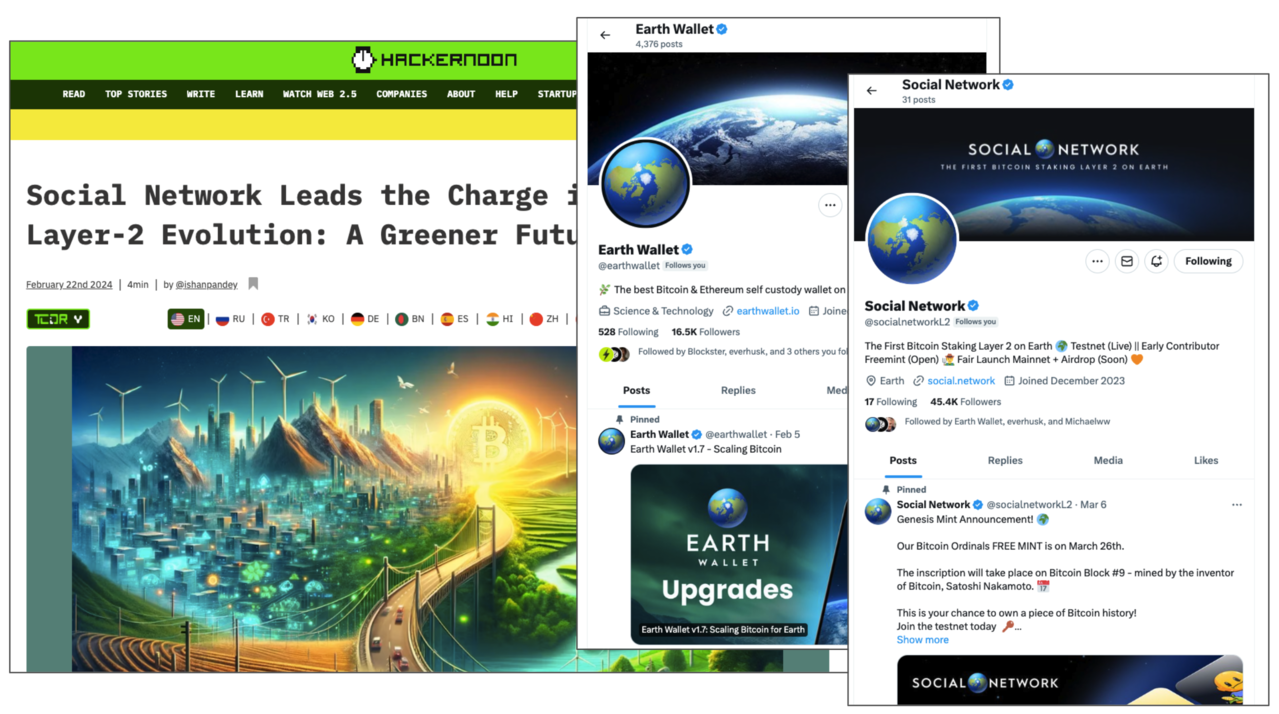 HACKERNOON
READ TOP STORIES WRITE LEARN WATCH WEB 2.5 COMPANIES ABOUT HELP
Social Network Leads the Charge
Layer-2 Evolution: A Greener
February 22nd 2024 | 4min | by @ishanpandey
TLDR
EN | RU | TR | KO | DE | BN | ES | HI | ZH
Earth Wallet
4,376 posts
Earth Wallet
@earthwallet Follows you
The best Bitcoin & Ethereum self custody wallet on
Science & Technology earthwallet.io
528 Following 16.5K Followers
Followed by Blockster, everhusk, and 3 others you
Posts Replies
Pinned
Earth Wallet @earthwallet · Feb 5
Earth Wallet v1.7 - Scaling Bitcoin
EARTH
WALLET
Upgrades
Earth Wallet v1.7: Scaling Bitcoin for Earth
Social Network
31 posts
SOCIAL NETWORK
THE FIRST BITCOIN STAKING LAYER 2 ON EARTH
Following
Social Network
@socialnetworkL2 Follows you
The First Bitcoin Staking Layer 2 on Earth 🌍 Testnet (Live) || Early Contributor
Freemint (Open) 🧑‍🌾 Fair Launch Mainnet + Airdrop (Soon) 🧡
Earth social.network Joined December 2023
17 Following 45.4K Followers
Followed by Earth Wallet, everhusk, and Michaelww
Posts Replies Media Likes
Pinned
Social Network @socialnetworkL2 · Mar 6
Genesis Mint Announcement! 🌍
Our Bitcoin Ordinals FREE MINT is on March 26th.
The inscription will take place on Bitcoin Block #9 - mined by the inventor
of Bitcoin, Satoshi Nakamoto. 📅
This is your chance to own a piece of Bitcoin history!
Join the testnet today 🔑...
Show more
SOCIAL NETWORK